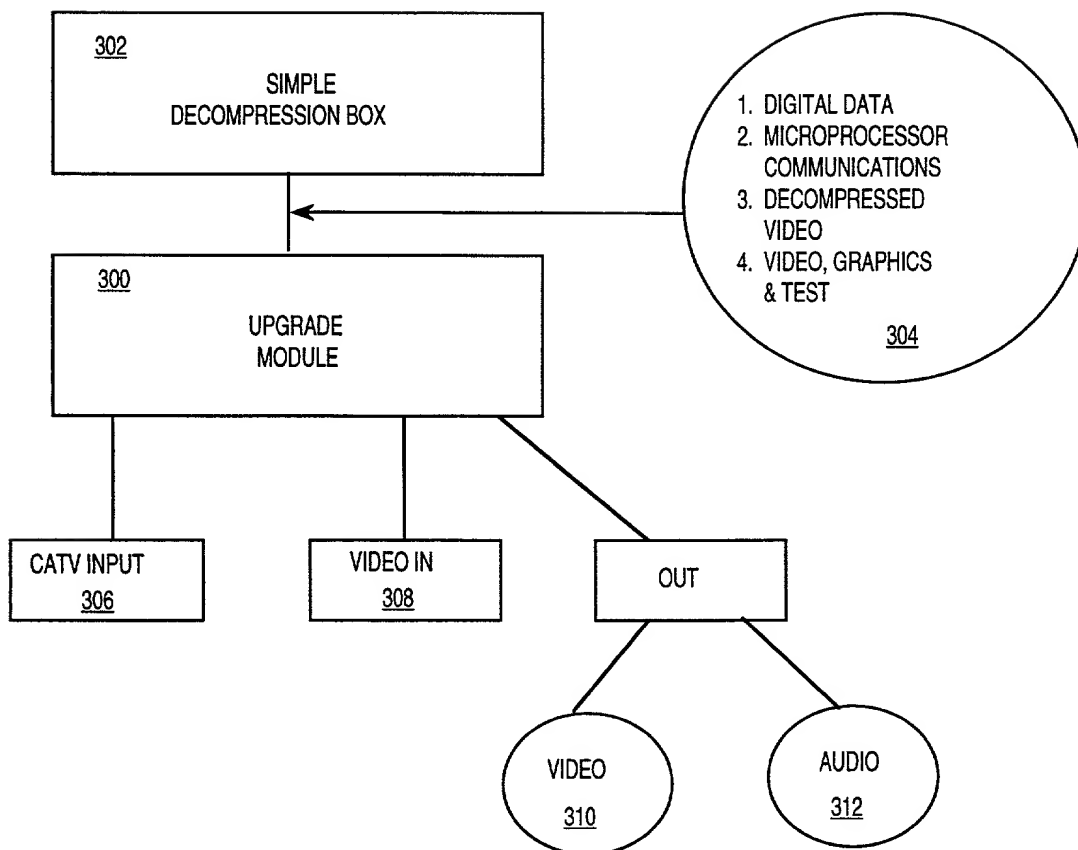 302
SIMPLE
DECOMPRESSION BOX
1. DIGITAL DATA
2. MICROPROCESSOR
COMMUNICATIONS
3. DECOMPRESSED
VIDEO
4. VIDEO, GRAPHICS
& TEST
304
300
UPGRADE
MODULE
CATV INPUT
306
VIDEO IN
308
OUT
VIDEO
310
AUDIO
312